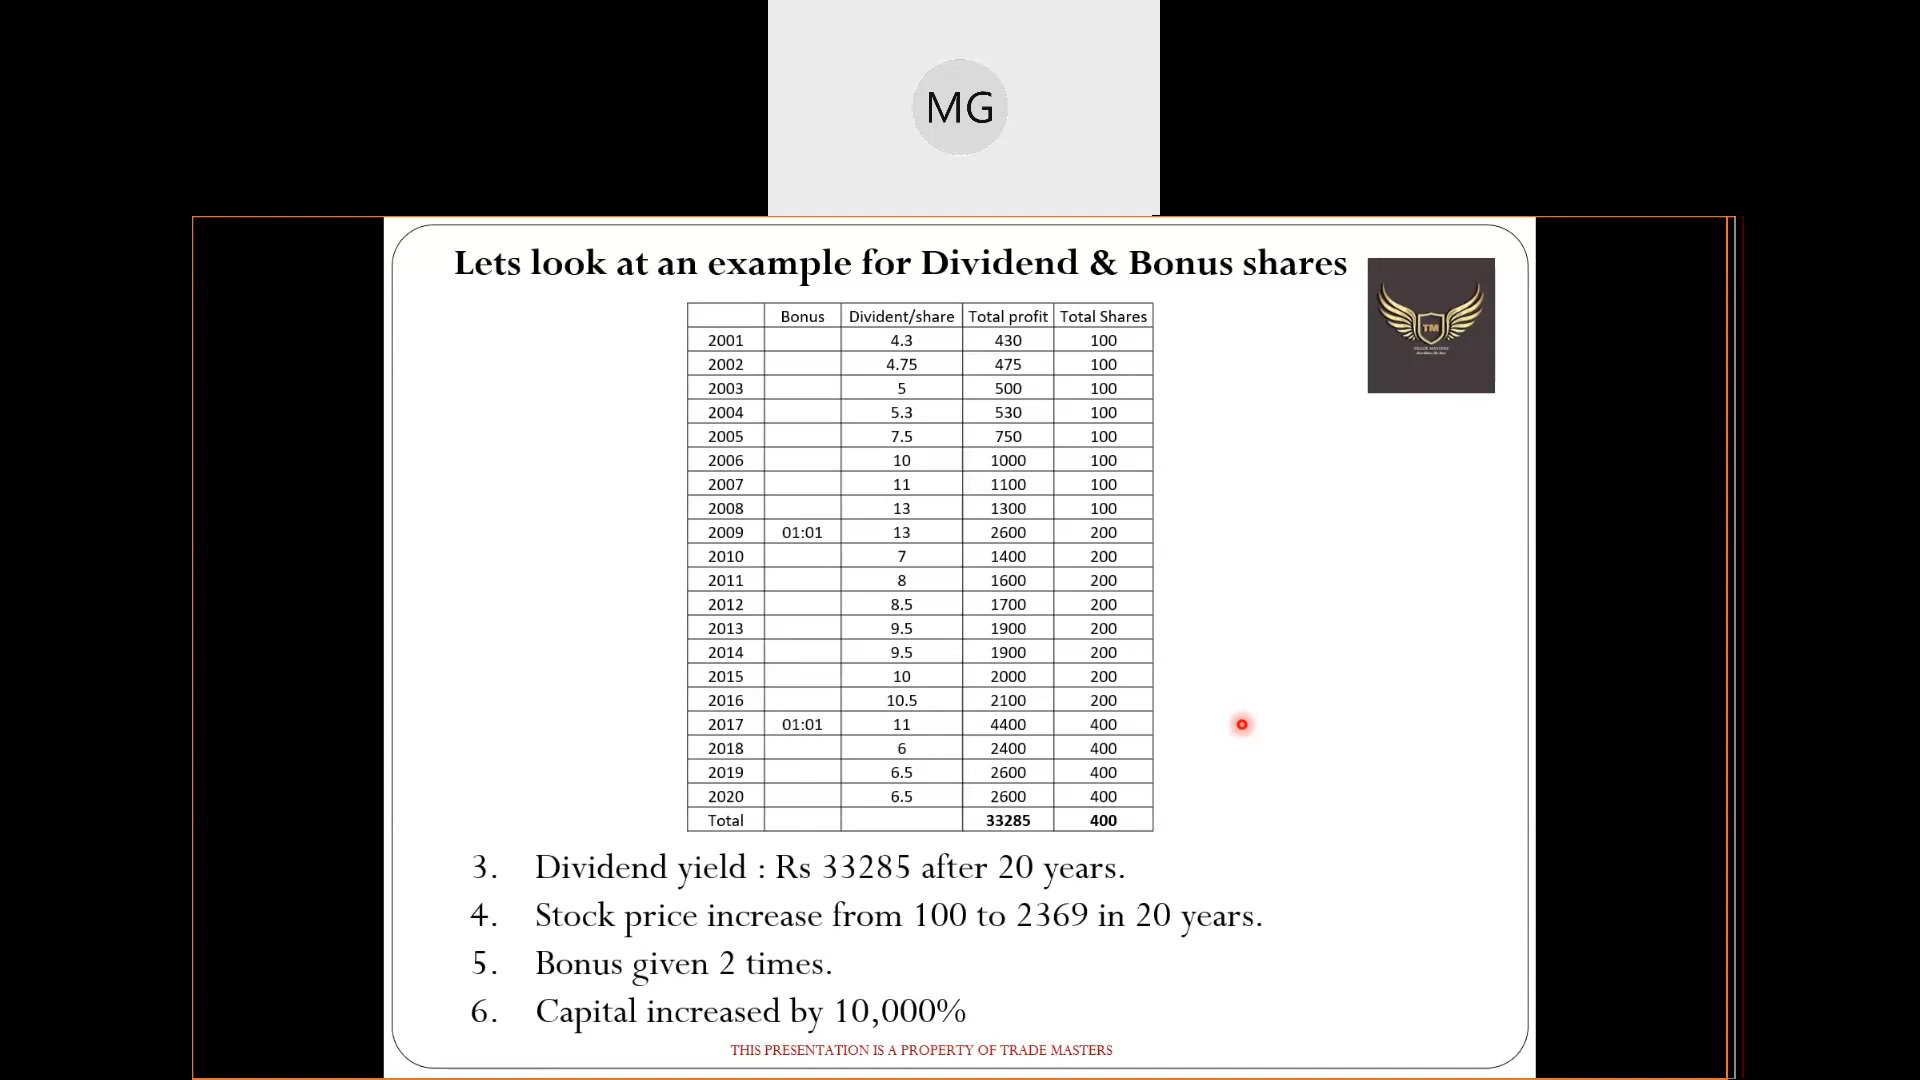 MG
Lets look at an example for Dividend & Bonus shares
TM
Bonus Divident/share Total profit Total Shares
2001 4.3 430 100
2002 4.75 475 100
2003 5 500 100
2004 5.3 530 100
2005 7.5 750 100
2006 10 1000 100
2007 11 1100 100
2008 13 1300 100
2009 01:01 13 2600 200
2010 7 1400 200
2011 8 1600 200
2012 8.5 1700 200
2013 9.5 1900 200
2014 9.5 1900 200
2015 10 2000 200
2016 10.5 2100 200
2017 01:01 11 4400 400
2018 6 2400 400
2019 6.5 2600 400
2020 6.5 2600 400
Total 33285 400
3. Dividend yield : Rs 33285 after 20 years.
4. Stock price increase from 100 to 2369 in 20 years.
5. Bonus given 2 times.
6. Capital increased by 10,000%
THIS PRESENTATION IS A PROPERTY OF TRADE MASTERS